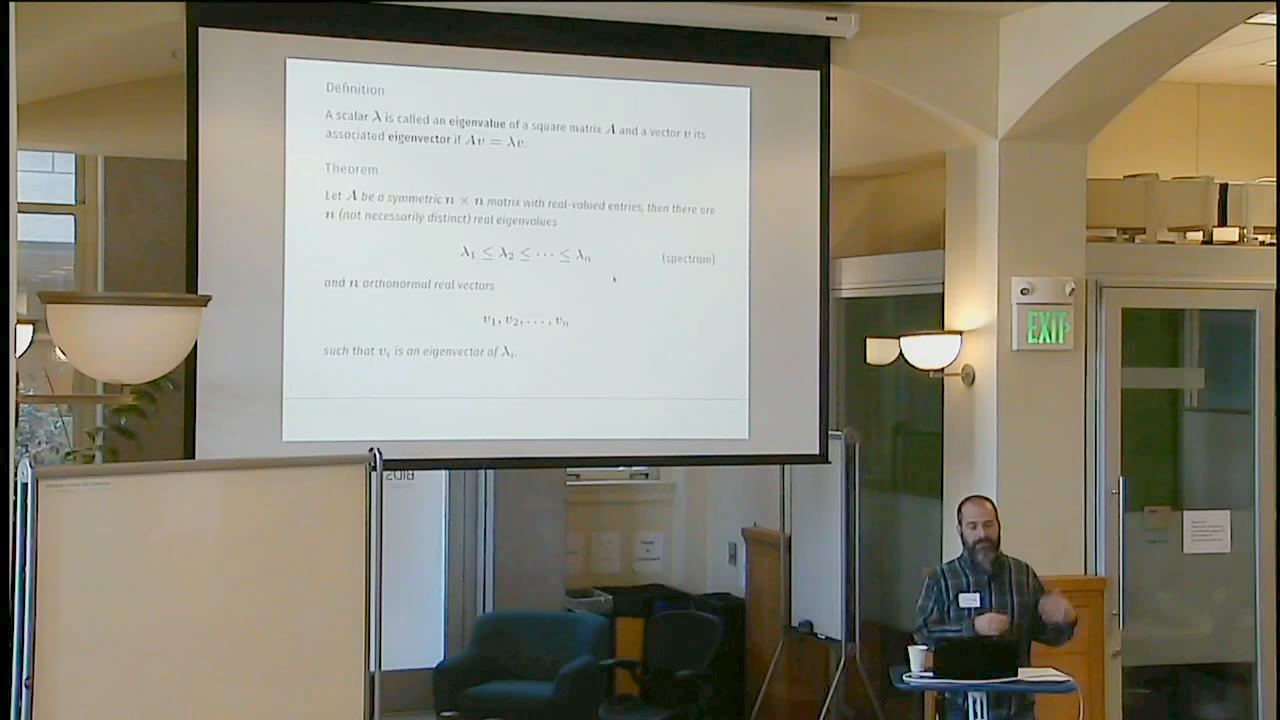 Definition
A scalar λ is called an eigenvalue of a square matrix A and a vector v its
associated eigenvector if Av = λv.
Theorem
Let A be a symmetric n × n matrix with real-valued entries, then there are
n (not necessarily distinct) real eigenvalues
λ₁ ≤ λ₂ ≤ ⋯ ≤ λₙ (spectrum)
and n orthonormal real vectors
v₁, v₂, . . . , vₙ
such that vᵢ is an eigenvector of λᵢ.
EXIT